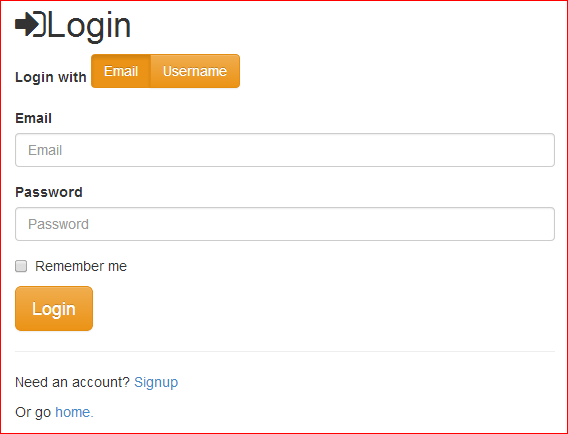 Login
Login with Email Username
Email
Email
Password
Password
Remember me
Login
Need an account? Signup
Or go home.